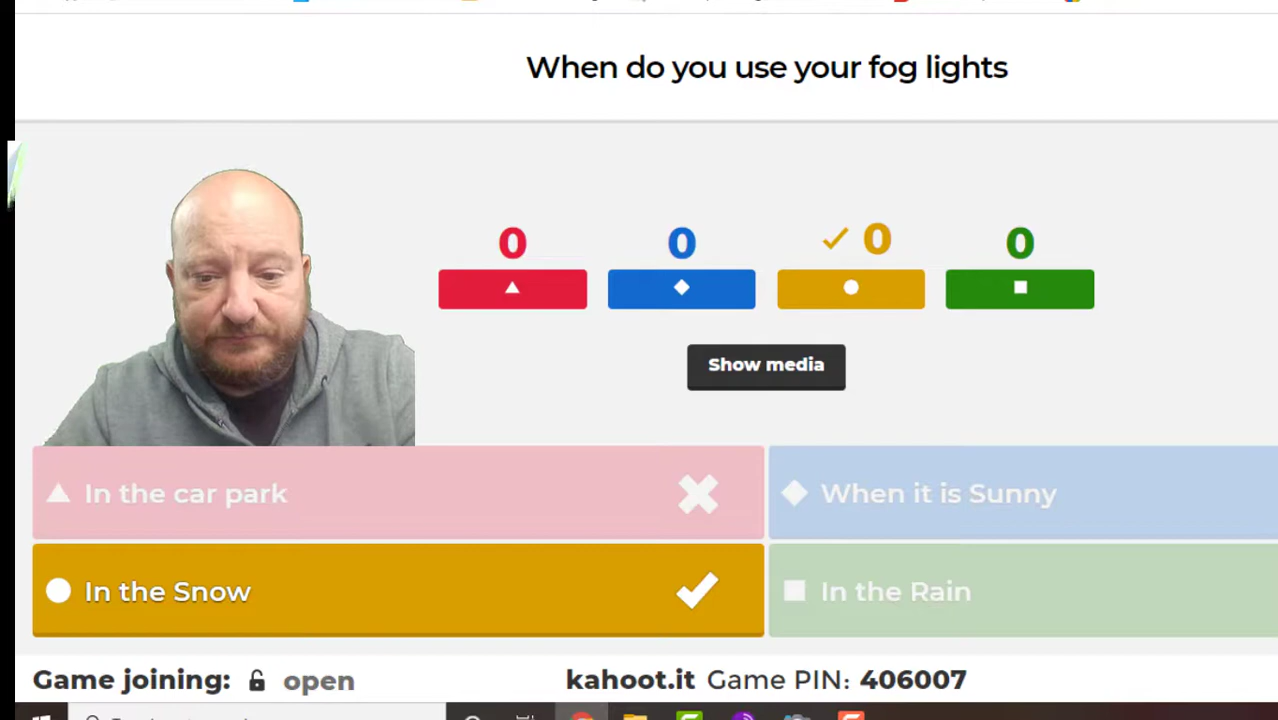 When do you use your fog lights
0 0 0 0
Show media
In the car park
When it is Sunny
In the Snow
In the Rain
Game joining: open
kahoot.it Game PIN: 406007